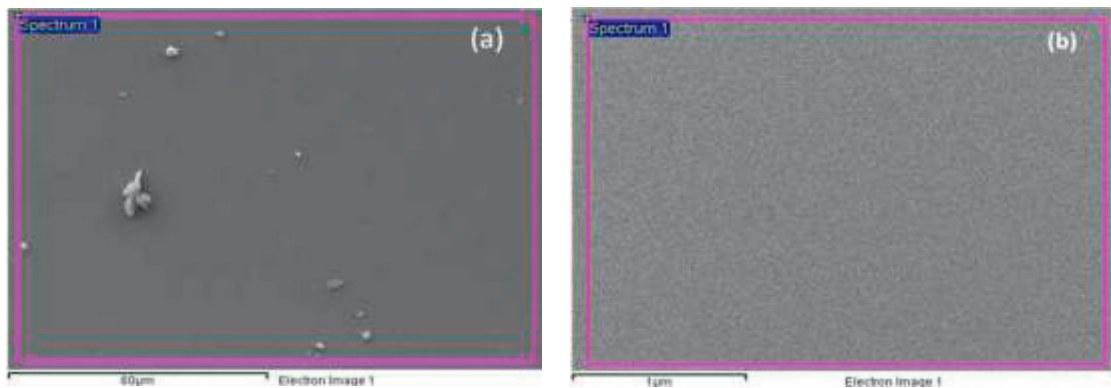 Spectrum 1
(a)
60µm
Electron Image 1
Spectrum 1
(b)
1µm
Electron Image 1